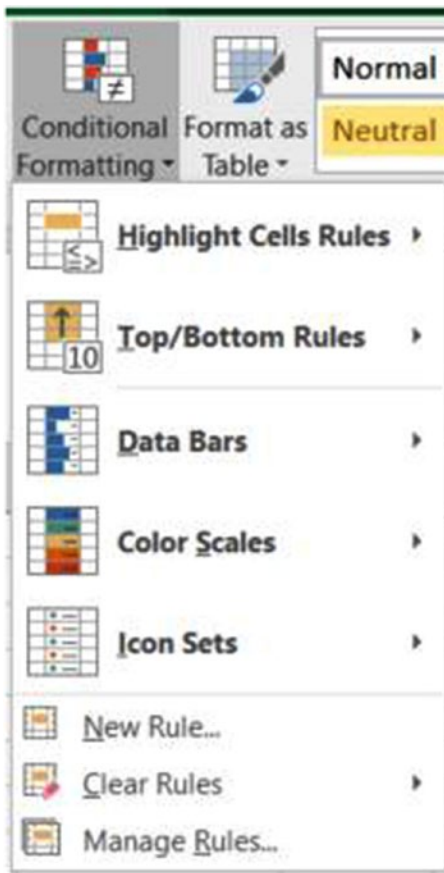 Conditional
Formatting
Format as
Table
Normal
Neutral
Highlight Cells Rules
Top/Bottom Rules
10
Data Bars
Color Scales
Icon Sets
New Rule...
Clear Rules
Manage Rules...